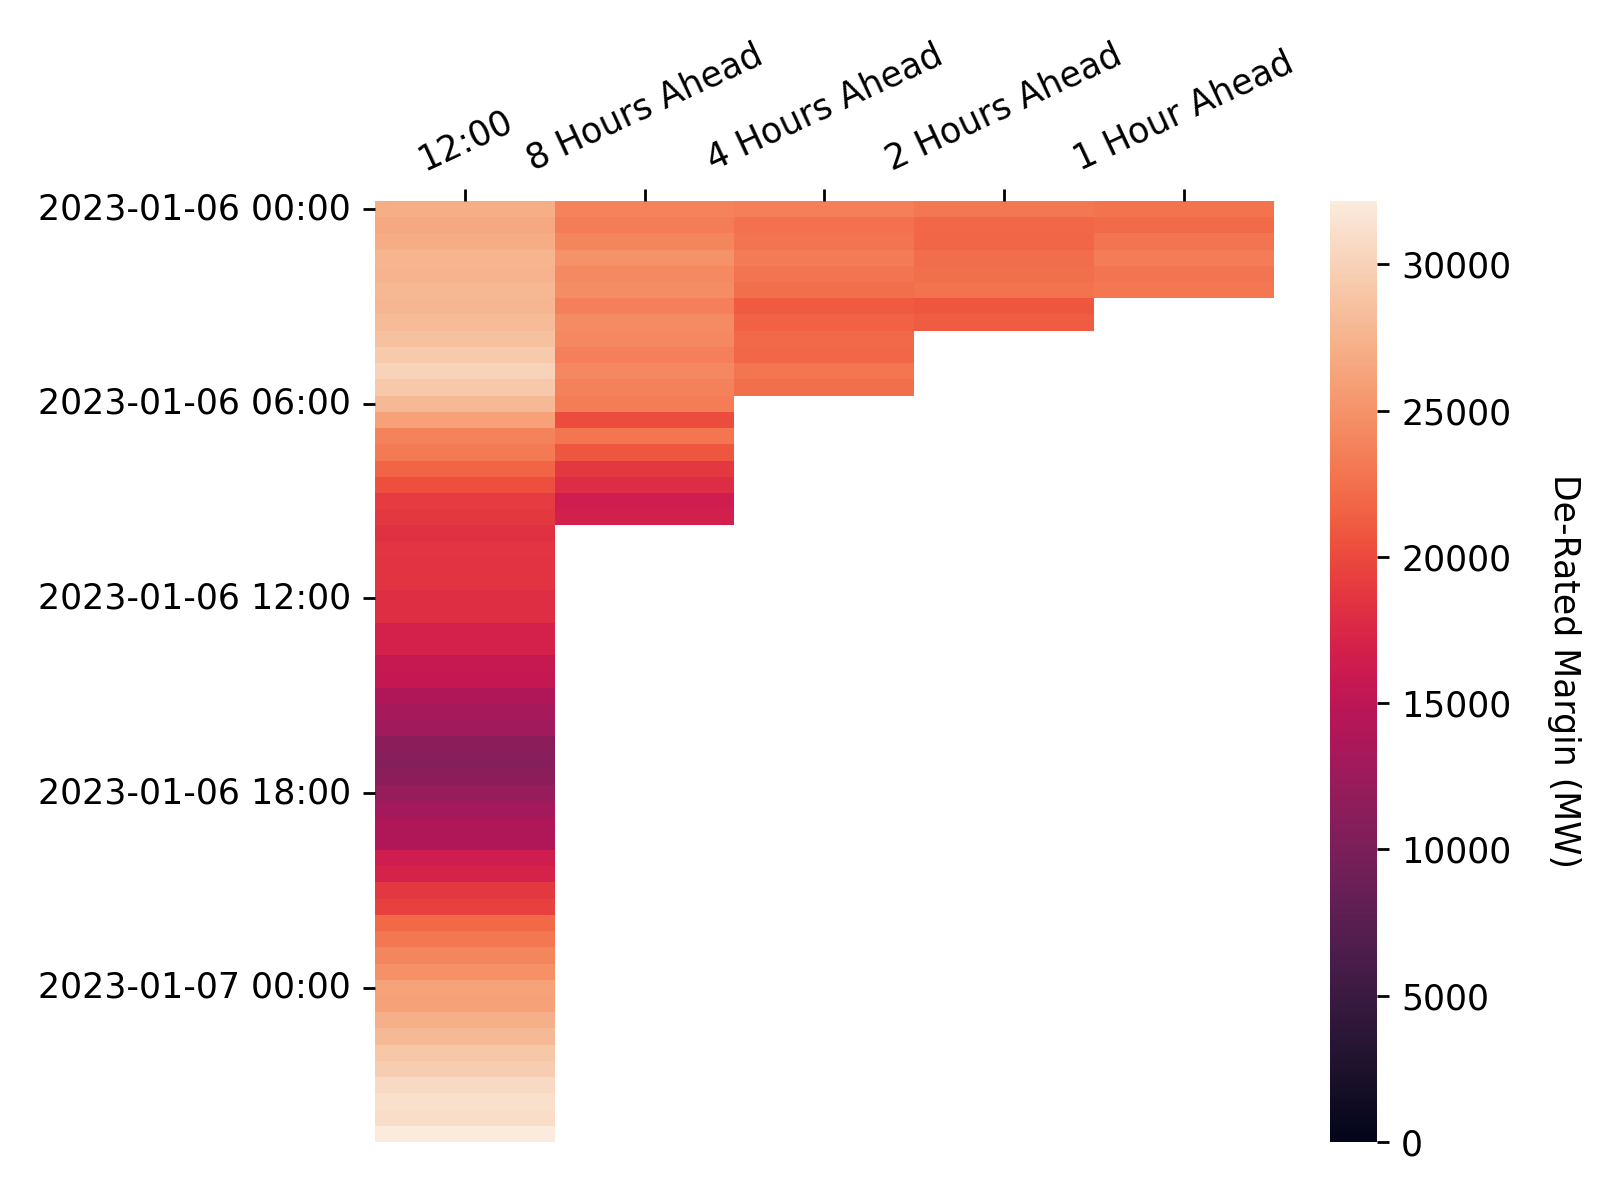 12:00
8 Hours Ahead
4 Hours Ahead
2 Hours Ahead
1 Hour Ahead
2023-01-06 00:00
2023-01-06 06:00
2023-01-06 12:00
2023-01-06 18:00
2023-01-07 00:00
30000
25000
20000
15000
10000
5000
0
De-Rated Margin (MW)